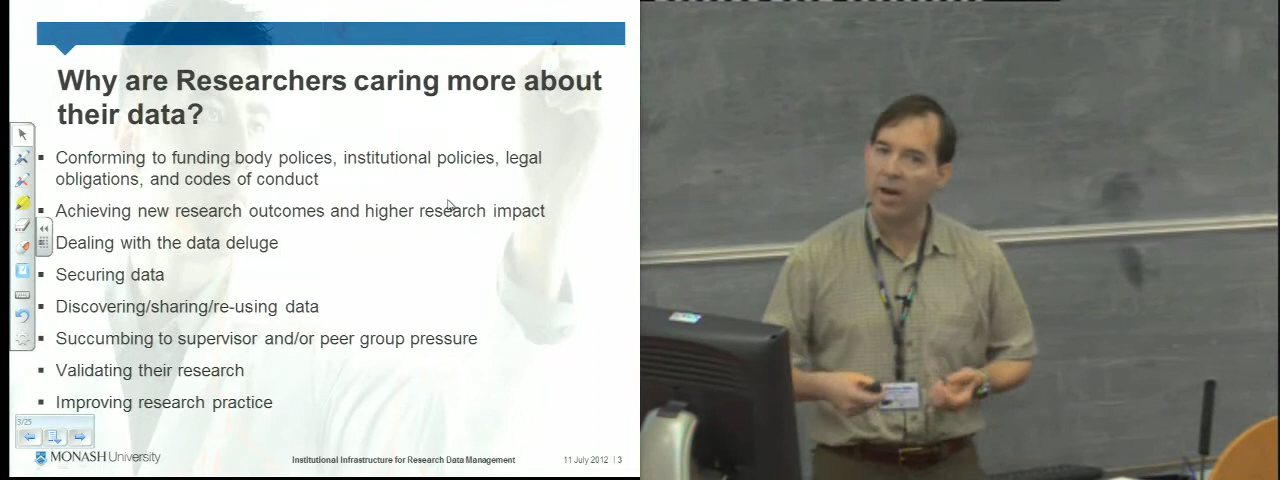 Why are Researchers caring more about
their data?
▪ Conforming to funding body polices, institutional policies, legal
obligations, and codes of conduct
▪ Achieving new research outcomes and higher research impact
Dealing with the data deluge
▪ Securing data
▪ Discovering/sharing/re-using data
▪ Succumbing to supervisor and/or peer group pressure
▪ Validating their research
▪ Improving research practice
3/25
MONASH University
Institutional Infrastructure for Research Data Management
11 July 2012 | 3